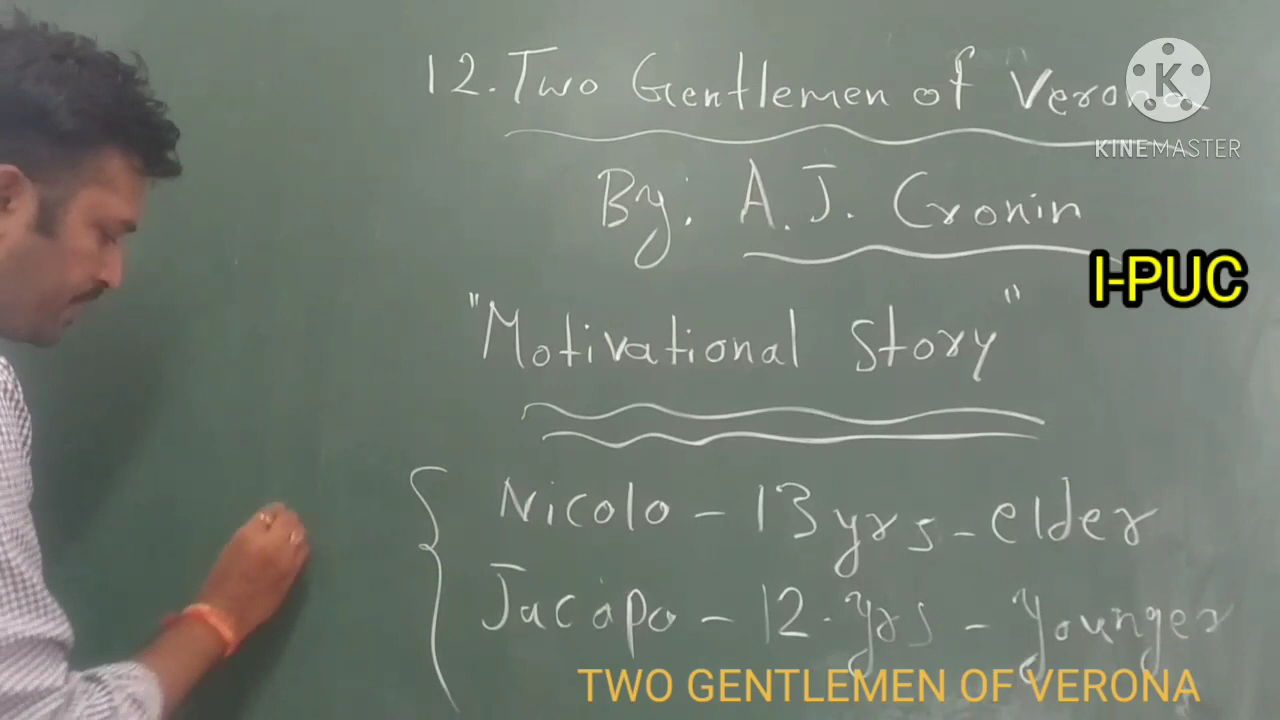 12. Two Gentlemen of Verona
K
KINEMASTER
By: A.J. Cronin
I-PUC
"Motivational Story"
Nicolo - 13 yrs - elder
Jacopo - 12. yrs - Younger
TWO GENTLEMEN OF VERONA